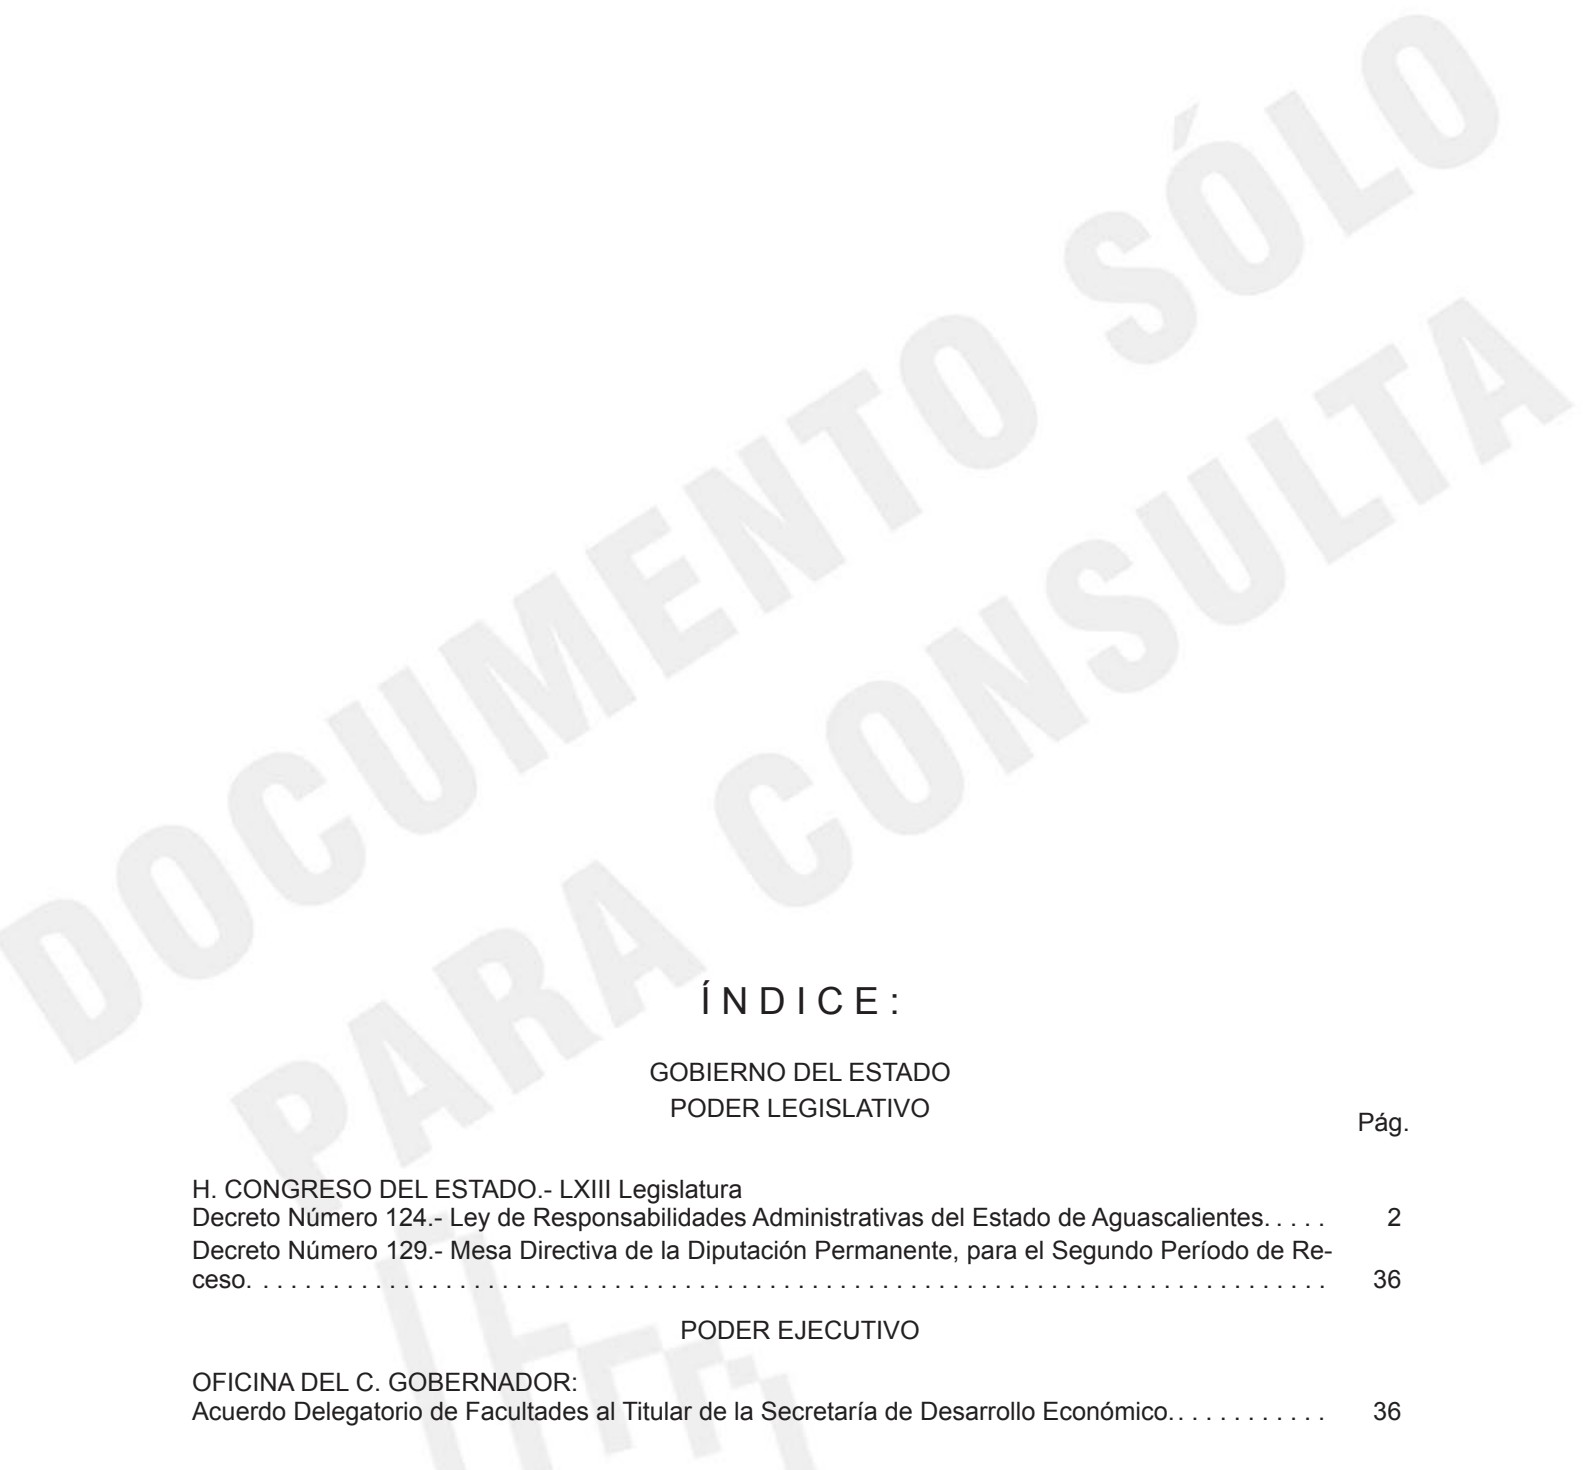 DOCUMENTO SÓLO
PARA CONSULTA
ÍNDICE:
GOBIERNO DEL ESTADO
PODER LEGISLATIVO
Pág.
H. CONGRESO DEL ESTADO.- LXIII Legislatura
Decreto Número 124.- Ley de Responsabilidades Administrativas del Estado de Aguascalientes. . . . . 2
Decreto Número 129.- Mesa Directiva de la Diputación Permanente, para el Segundo Período de Re-
ceso. . . . . . . . . . . . . . . . . . . . . . . . . . . . . . . . . . . . . . . . . . . . . . . . . . . . . . . . . . . . . . . . . . . . . . . . . . 36
PODER EJECUTIVO
OFICINA DEL C. GOBERNADOR:
Acuerdo Delegatorio de Facultades al Titular de la Secretaría de Desarrollo Económico. . . . . . . . . . . . 36